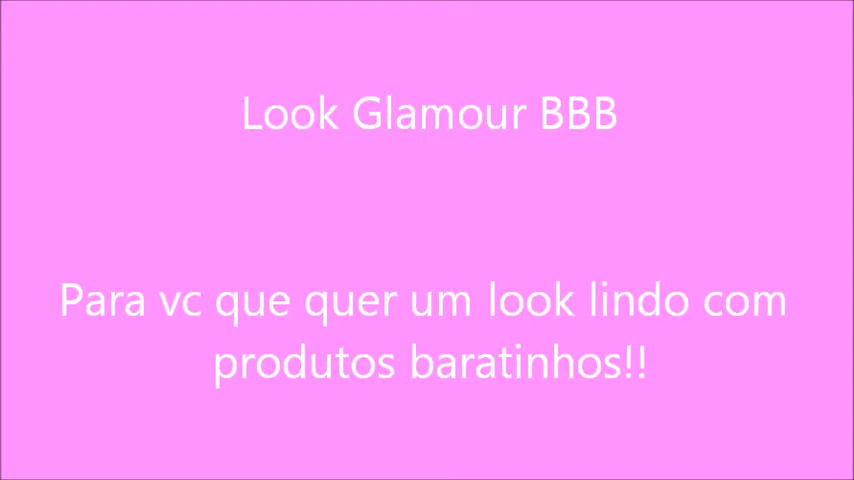 Look Glamour BBB
Para vc que quer um look lindo com
produtos baratinhos!!